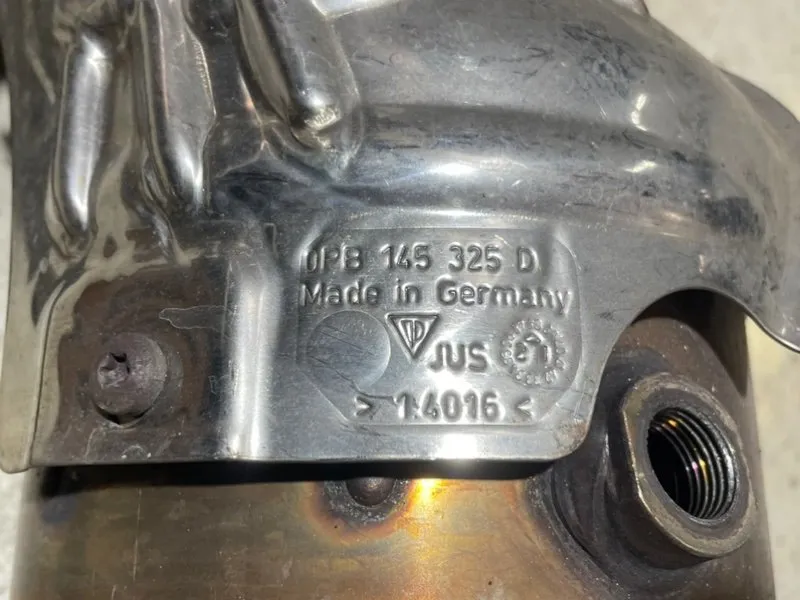 0PB 145 325 D
Made in Germany
JUS
> 1.4016 <